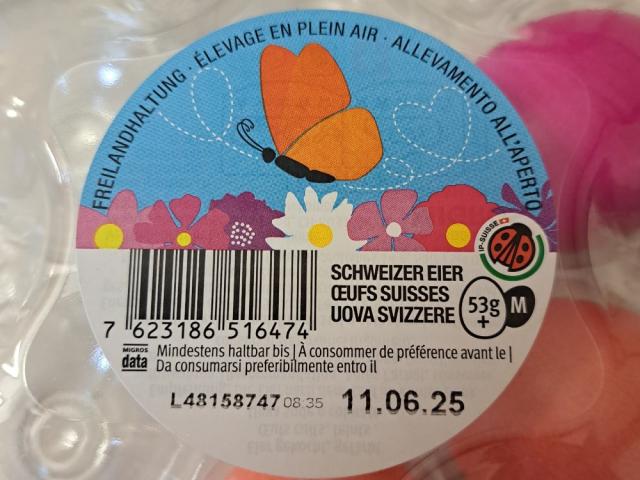 FREILANDHALTUNG · ÉLEVAGE EN PLEIN AIR · ALLEVAMENTO ALL'APERTO
IP-SUISSE
SCHWEIZER EIER
ŒUFS SUISSES
UOVA SVIZZERE
53g
+
M
7 623186 516474
MIGROS
data
Mindestens haltbar bis | À consommer de préférence avant le |
Da consumarsi preferibilmente entro il
L48158747 08:35 11.06.25